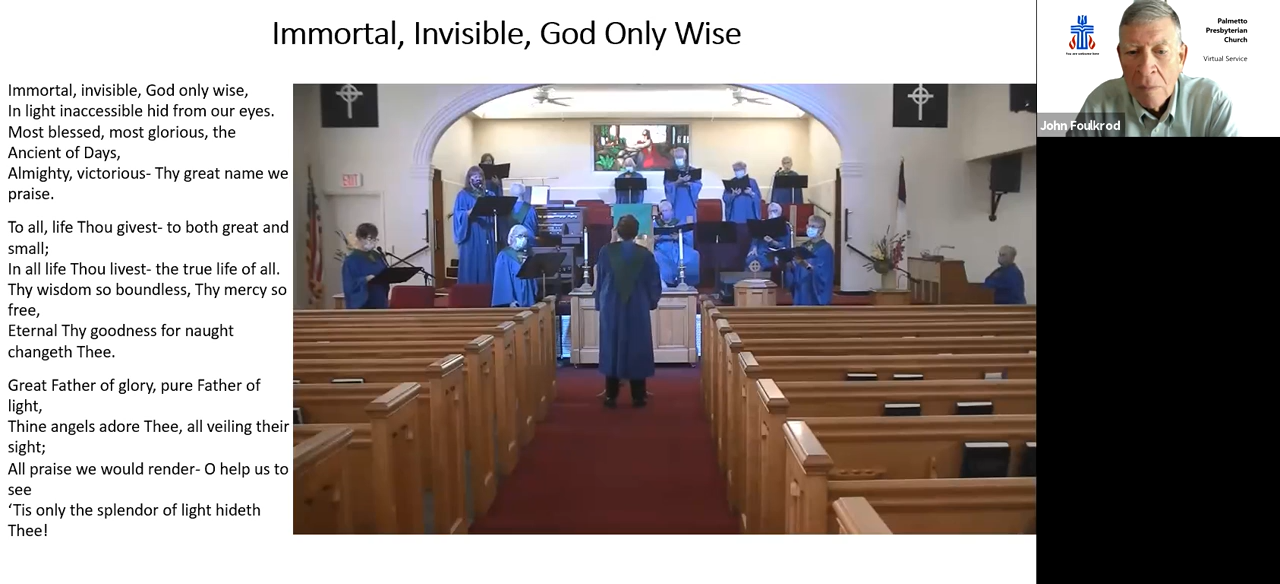 Immortal, Invisible, God Only Wise
Immortal, invisible, God only wise,
In light inaccessible hid from our eyes.
Most blessed, most glorious, the
Ancient of Days,
Almighty, victorious- Thy great name we
praise.
To all, life Thou givest- to both great and
small;
In all life Thou livest- the true life of all.
Thy wisdom so boundless, Thy mercy so
free,
Eternal Thy goodness for naught
changeth Thee.
Great Father of glory, pure Father of
light,
Thine angels adore Thee, all veiling their
sight;
All praise we would render- O help us to
see
‘Tis only the splendor of light hideth
Thee!
Palmetto
Presbyterian
Church
Virtual Service
John Foulkrod